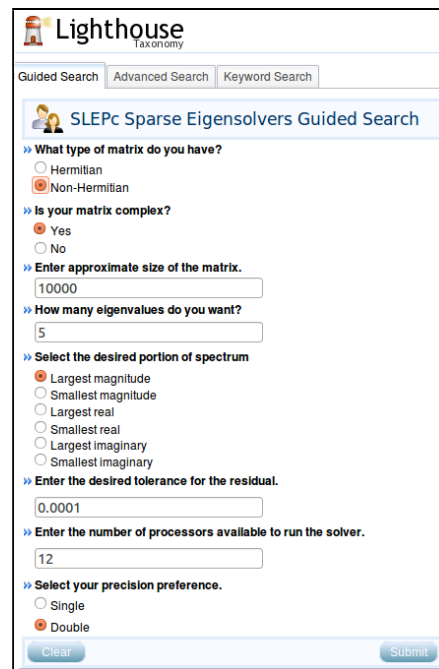 Lighthouse
Taxonomy
Guided Search Advanced Search Keyword Search
SLEPc Sparse Eigensolvers Guided Search
» What type of matrix do you have?
Hermitian
Non-Hermitian
» Is your matrix complex?
Yes
No
» Enter approximate size of the matrix.
10000
» How many eigenvalues do you want?
5
» Select the desired portion of spectrum
Largest magnitude
Smallest magnitude
Largest real
Smallest real
Largest imaginary
Smallest imaginary
» Enter the desired tolerance for the residual.
0.0001
» Enter the number of processors available to run the solver.
12
» Select your precision preference.
Single
Double
Clear Submit